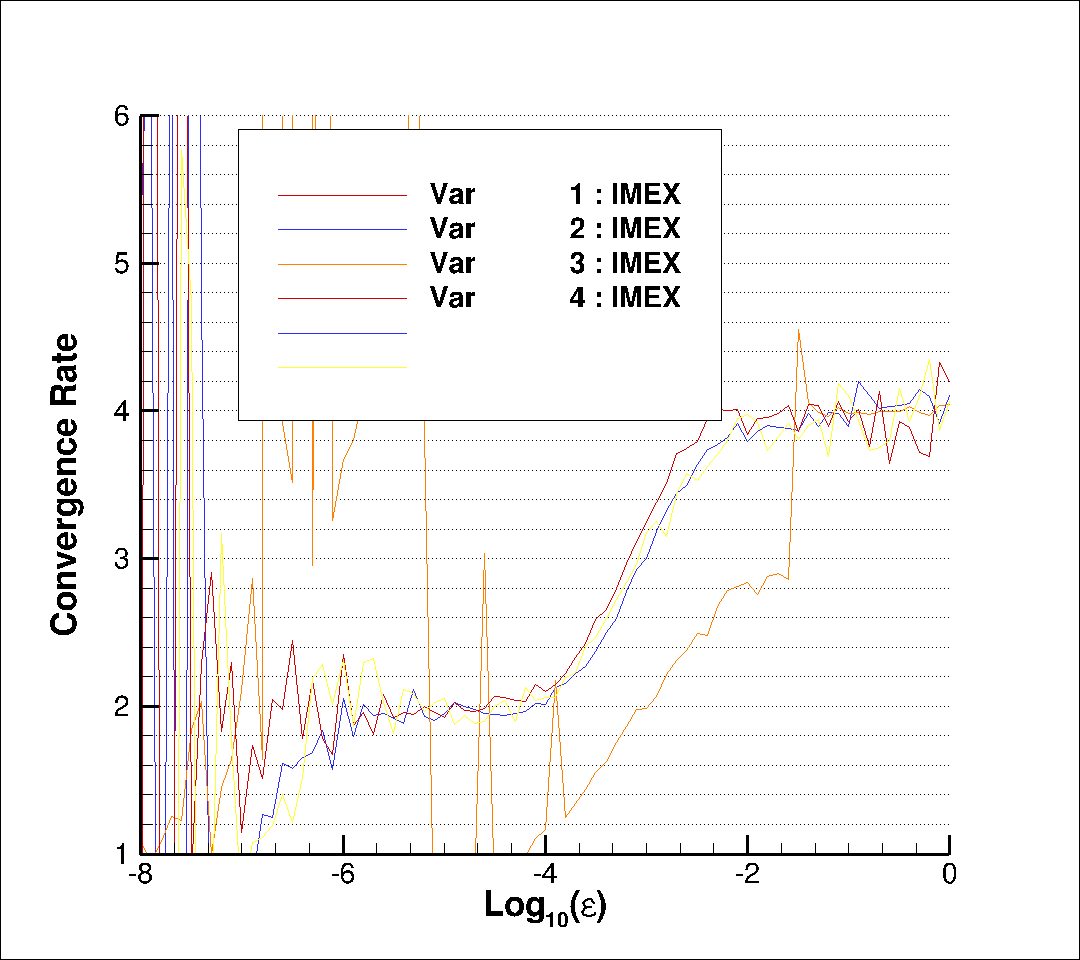 6
5
4
3
2
1
Convergence Rate
Var 1 : IMEX
Var 2 : IMEX
Var 3 : IMEX
Var 4 : IMEX
-8 -6 -4 -2 0
Log₁₀(ε)